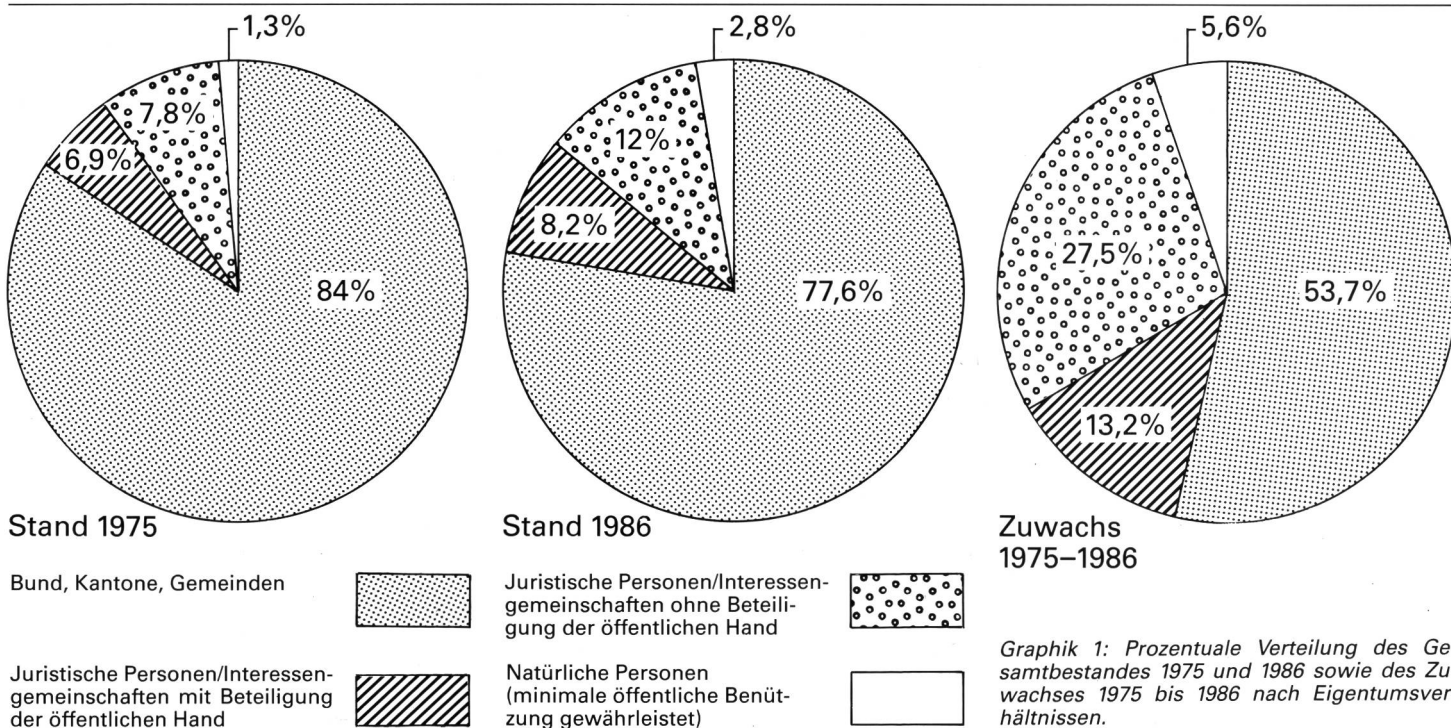 1,3%
7,8%
6,9%
84%
Stand 1975
2,8%
12%
8,2%
77,6%
Stand 1986
5,6%
27,5%
53,7%
13,2%
Zuwachs
1975–1986
Bund, Kantone, Gemeinden
Juristische Personen/Interessen-
gemeinschaften mit Beteiligung
der öffentlichen Hand
Juristische Personen/Interessen-
gemeinschaften ohne Beteili-
gung der öffentlichen Hand
Natürliche Personen
(minimale öffentliche Benüt-
zung gewährleistet)
Graphik 1: Prozentuale Verteilung des Ge-
samtbestandes 1975 und 1986 sowie des Zu-
wachses 1975 bis 1986 nach Eigentumsver-
hältnissen.